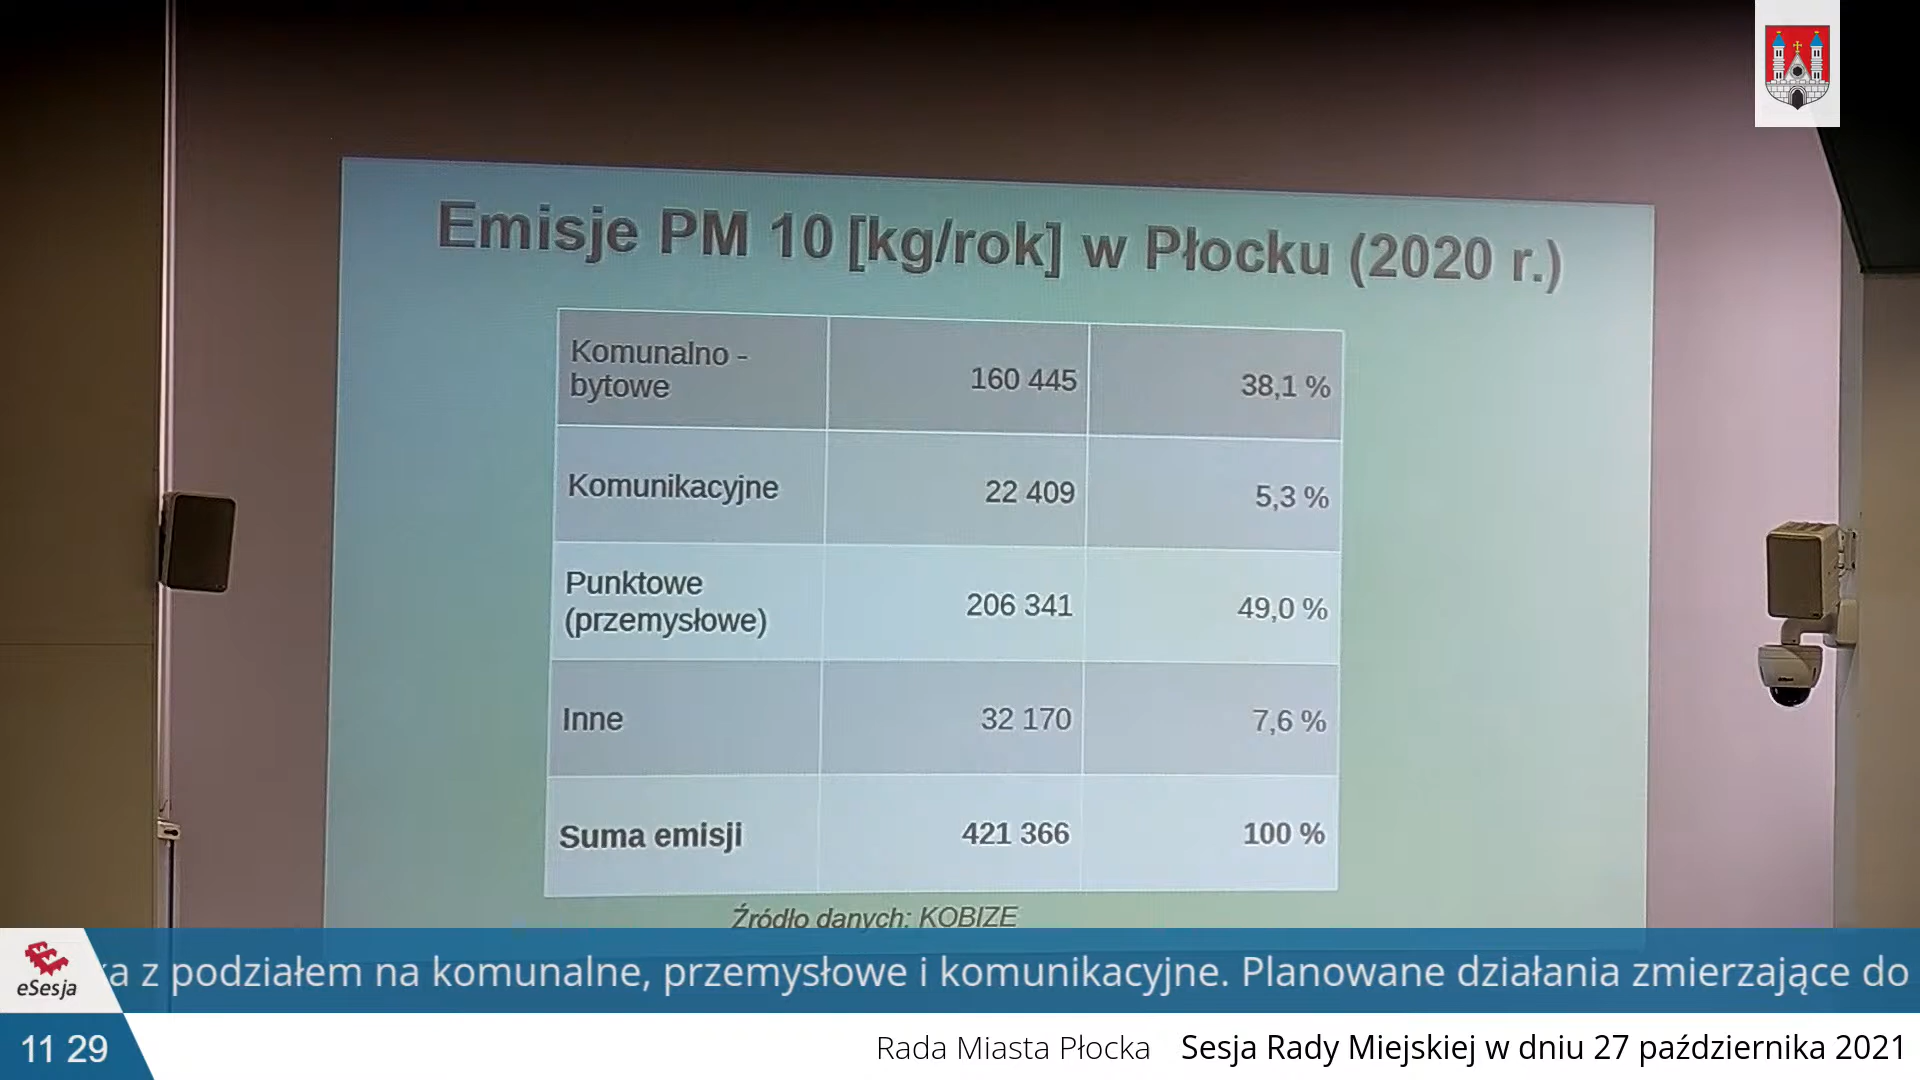 Emisje PM 10 [kg/rok] w Płocku (2020 r.)
Komunalno -
bytowe
160 445
38,1 %
Komunikacyjne
22 409
5,3 %
Punktowe
(przemysłowe)
206 341
49,0 %
Inne
32 170
7,6 %
Suma emisji
421 366
100 %
Źródło danych: KOBIZE
ka z podziałem na komunalne, przemysłowe i komunikacyjne. Planowane działania zmierzające do
eSesja
11 29
Rada Miasta Płocka Sesja Rady Miejskiej w dniu 27 października 2021